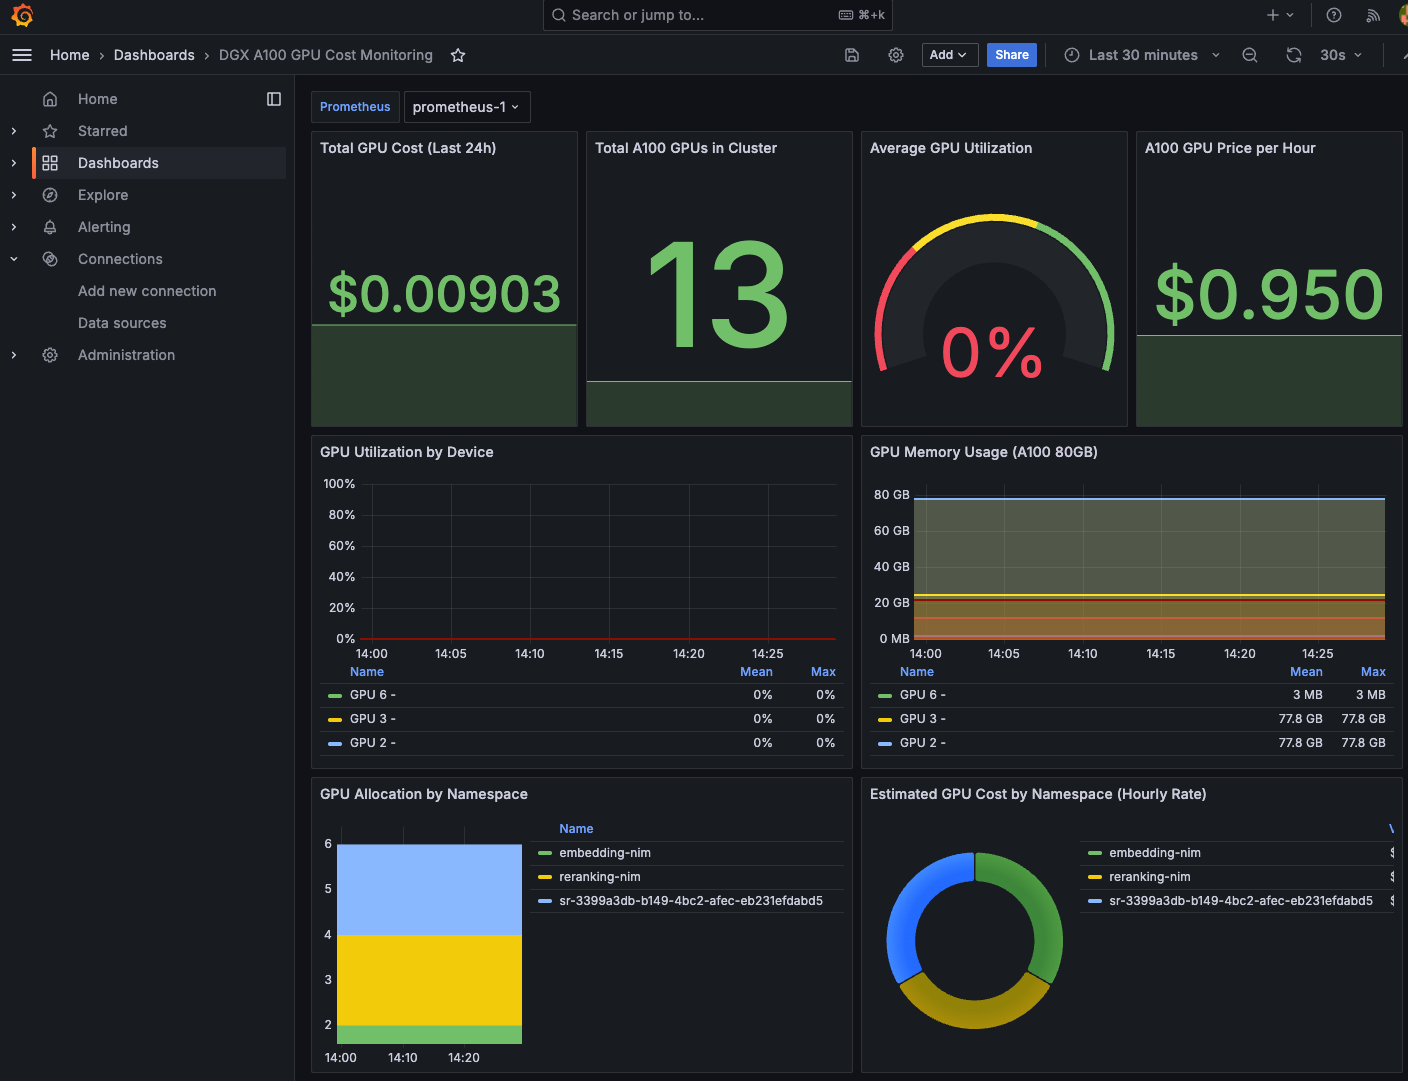 Search or jump to... ⌘+k
Home › Dashboards › DGX A100 GPU Cost Monitoring
Add
Share
Last 30 minutes
30s
Home
Starred
Dashboards
Explore
Alerting
Connections
Add new connection
Data sources
Administration
Prometheus prometheus-1
Total GPU Cost (Last 24h)
$0.00903
Total A100 GPUs in Cluster
13
Average GPU Utilization
0%
A100 GPU Price per Hour
$0.950
GPU Utilization by Device
100%
80%
60%
40%
20%
0%
14:00 14:05 14:10 14:15 14:20 14:25
Name Mean Max
GPU 6 - 0% 0%
GPU 3 - 0% 0%
GPU 2 - 0% 0%
GPU Memory Usage (A100 80GB)
80 GB
60 GB
40 GB
20 GB
0 MB
14:00 14:05 14:10 14:15 14:20 14:25
Name Mean Max
GPU 6 - 3 MB 3 MB
GPU 3 - 77.8 GB 77.8 GB
GPU 2 - 77.8 GB 77.8 GB
GPU Allocation by Namespace
6
5
4
3
2
14:00 14:10 14:20
Name
embedding-nim
reranking-nim
sr-3399a3db-b149-4bc2-afec-eb231efdabd5
Estimated GPU Cost by Namespace (Hourly Rate)
embedding-nim
reranking-nim
sr-3399a3db-b149-4bc2-afec-eb231efdabd5